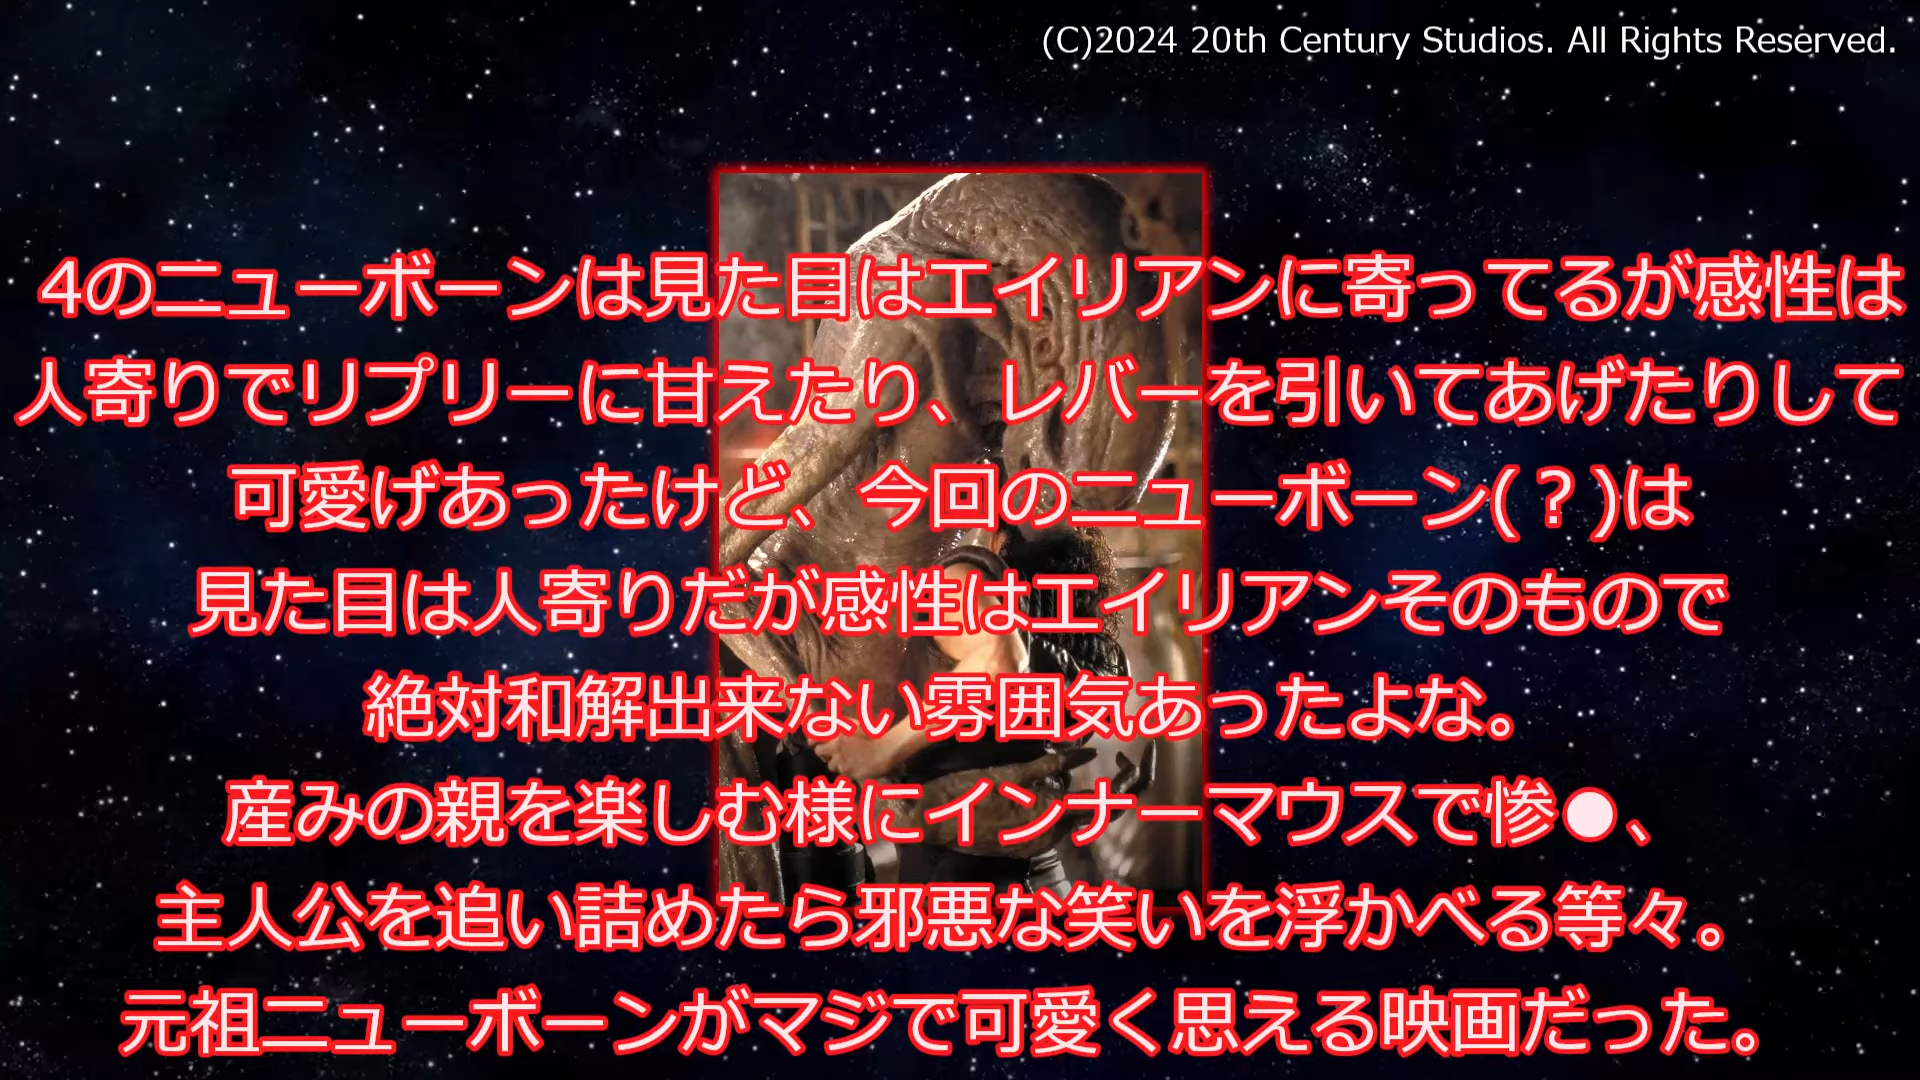 (C)2024 20th Century Studios. All Rights Reserved.
4のニューボーンは見た目はエイリアンに寄ってるが感性は
人寄りでリプリーに甘えたり、レバーを引いてあげたりして
可愛げあったけど、今回のニューボーン(？)は
見た目は人寄りだが感性はエイリアンそのもので
絶対和解出来ない雰囲気あったよな。
産みの親を楽しむ様にインナーマウスで惨●、
主人公を追い詰めたら邪悪な笑いを浮かべる等々。
元祖ニューボーンがマジで可愛く思える映画だった。